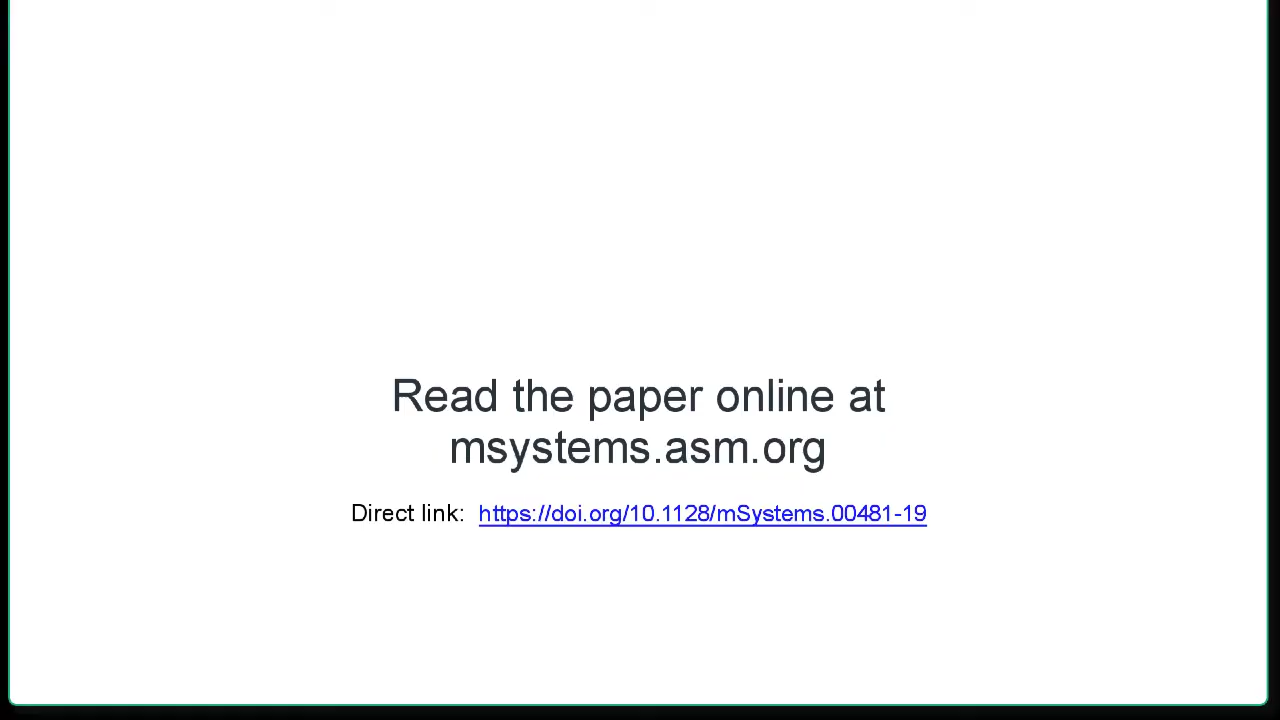 Read the paper online at
msystems.asm.org
Direct link: https://doi.org/10.1128/mSystems.00481-19